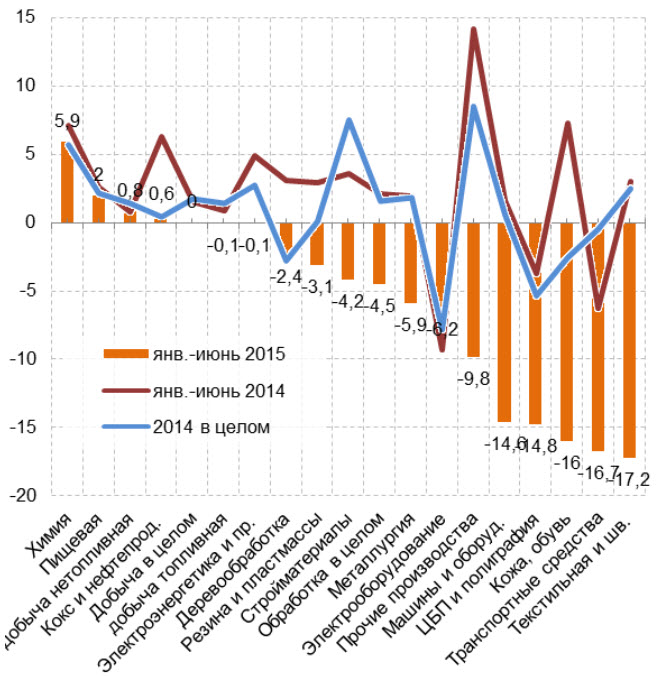 15
10
5
0
-5
-10
-15
-20
5,9
2
0,8
0,6
0
-0,1
-0,1
-2,4
-3,1
-4,2
-4,5
-5,9
-6,2
-9,8
-14,6
-14,8
-16
-16,7
-17,2
янв.-июнь 2015
янв.-июнь 2014
2014 в целом
Химия
Пищевая
добыча нетопливная
Кокс и нефтепрод.
Добыча в целом
добыча топливная
Электроэнергетика и пр.
Деревообработка
Резина и пластмассы
Стройматериалы
Обработка в целом
Металлургия
Электрооборудование
Прочие производства
Машины и оборуд.
ЦБП и полиграфия
Кожа, обувь
Транспортные средства
Текстильная и шв.